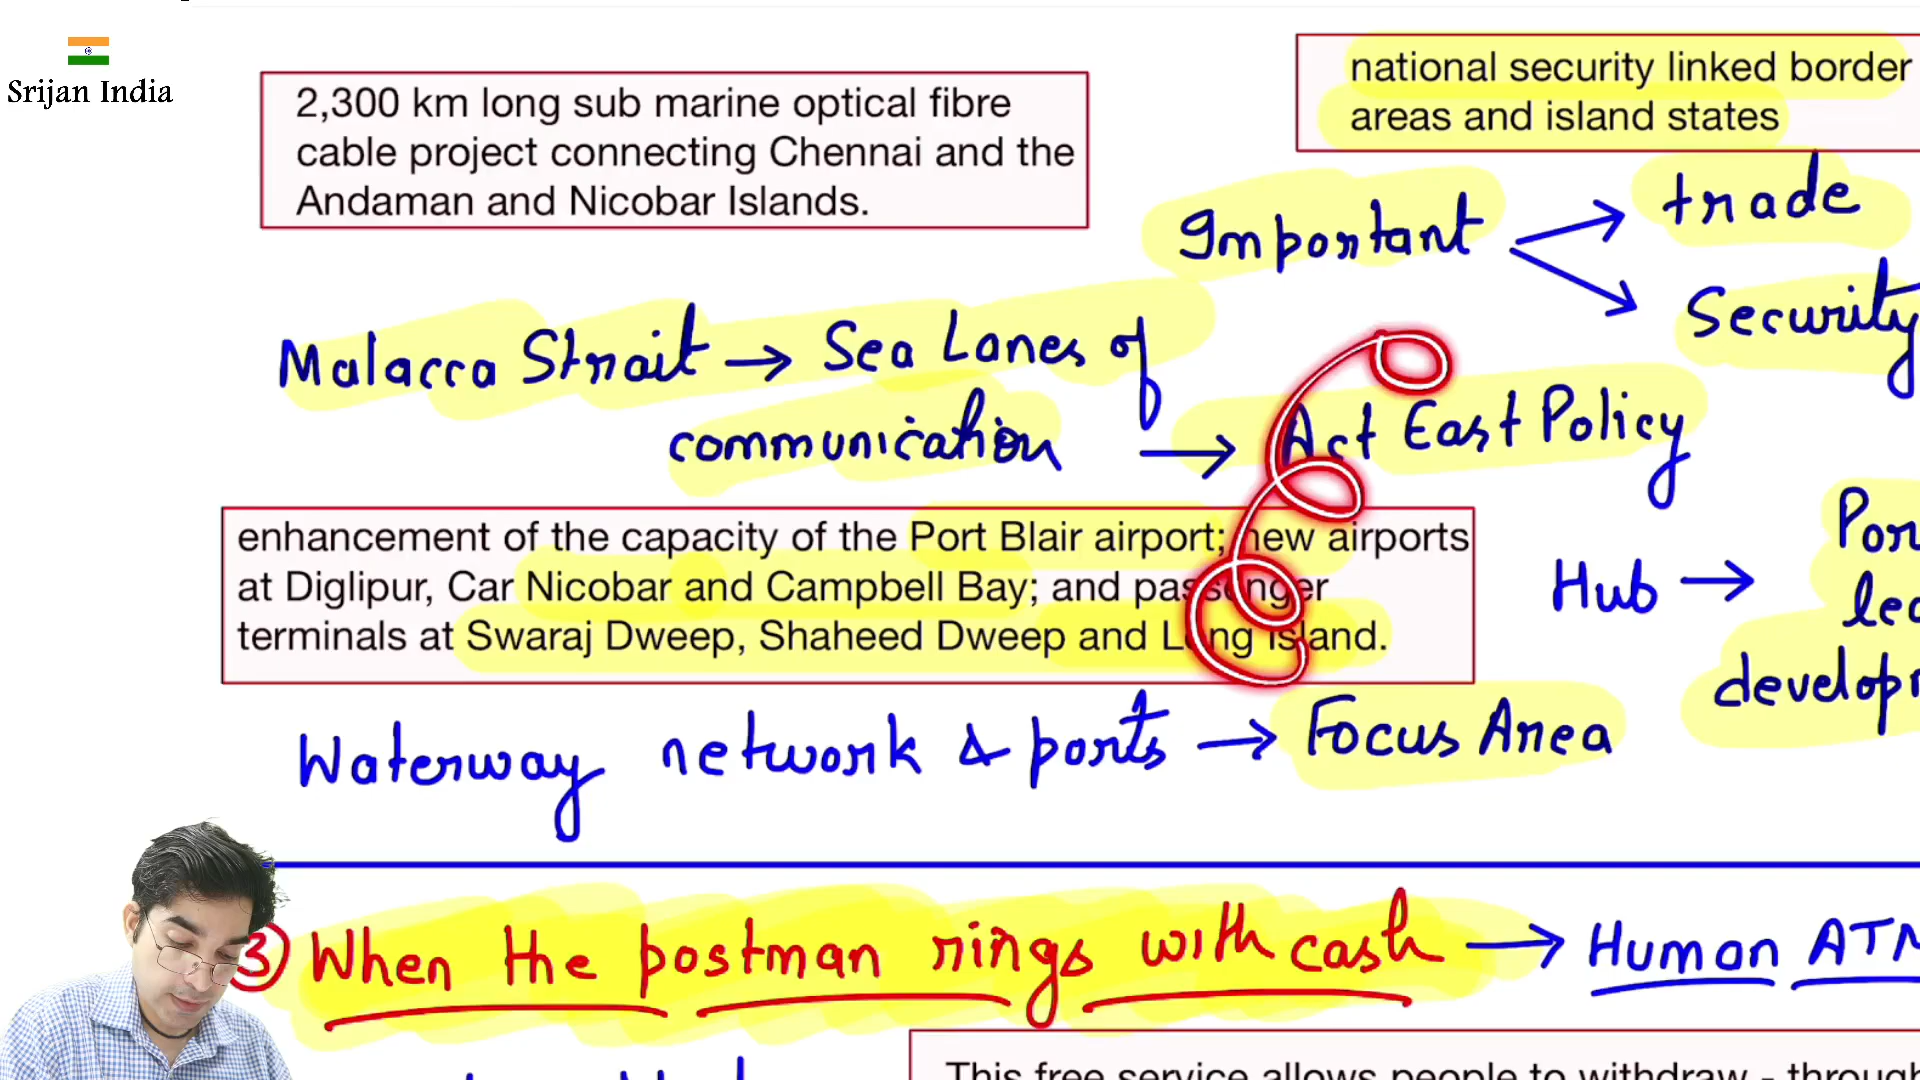 Srijan India
2,300 km long sub marine optical fibre
cable project connecting Chennai and the
Andaman and Nicobar Islands.
national security linked border
areas and island states
Important
trade
Security
Malacca Strait → Sea Lanes of
communication → Act East Policy
enhancement of the capacity of the Port Blair airport; new airports
at Diglipur, Car Nicobar and Campbell Bay; and passenger
terminals at Swaraj Dweep, Shaheed Dweep and Long Island.
Hub →
Waterway network & ports → Focus Area
3 When the postman rings with cash → Human ATM
This free service allows people to withdraw - through